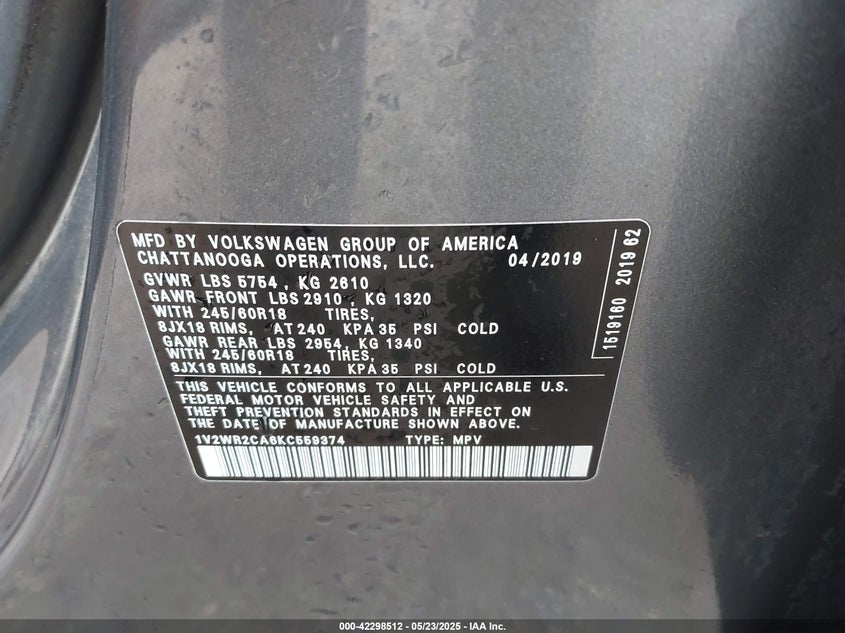 MFD BY VOLKSWAGEN GROUP OF AMERICA
CHATTANOOGA OPERATIONS, LLC. 04/2019
GVWR LBS 5754 , KG 2610
GAWR FRONT LBS 2910 , KG 1320
WITH 245/60R18 TIRES,
8JX18 RIMS, AT 240 KPA 35 PSI COLD
GAWR REAR LBS 2954, KG 1340
WITH 245/60R18 TIRES,
8JX18 RIMS, AT 240 KPA 35 PSI COLD
THIS VEHICLE CONFORMS TO ALL APPLICABLE U.S.
FEDERAL MOTOR VEHICLE SAFETY AND
THEFT PREVENTION STANDARDS IN EFFECT ON
THE DATE OF MANUFACTURE SHOWN ABOVE.
1V2WR2CA6KC559374 TYPE: MPV
1519160 2019 62
000-42298512 - 05/23/2025 - IAA Inc.